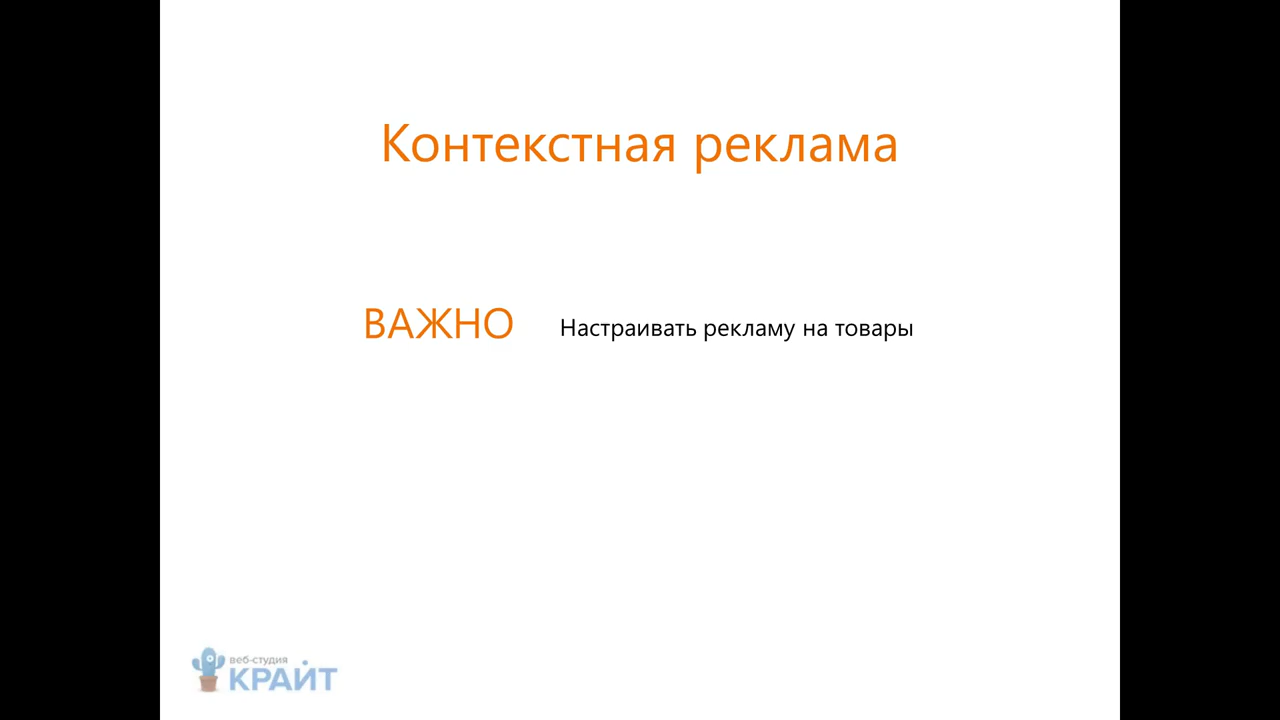 Контекстная реклама
ВАЖНО Настраивать рекламу на товары
веб-студия
КРАЙТ